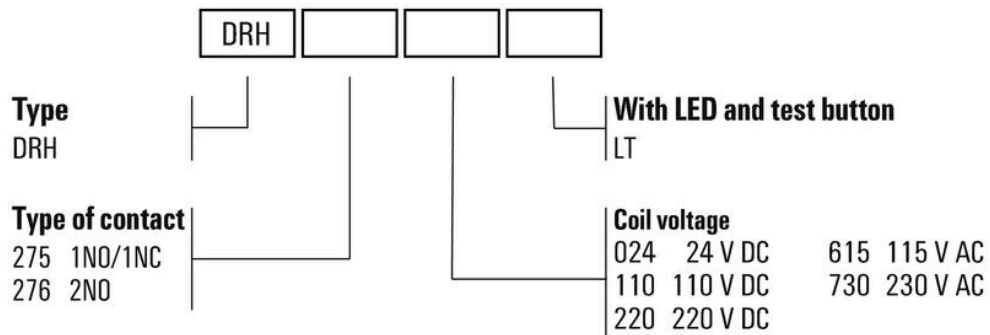 DRH
Type
DRH
With LED and test button
LT
Type of contact
275 1NO/1NC
276 2NO
Coil voltage
024 24 V DC 615 115 V AC
110 110 V DC 730 230 V AC
220 220 V DC